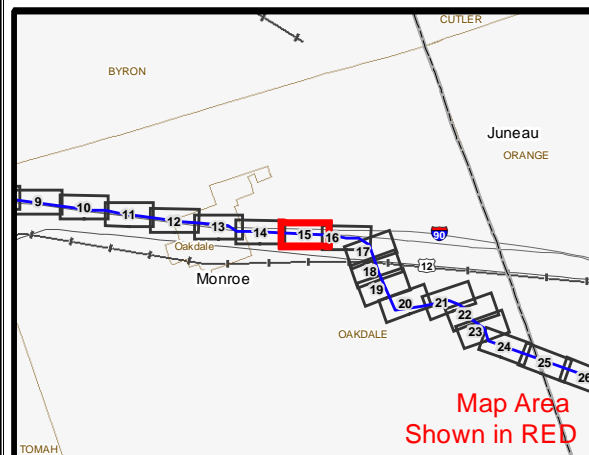 CUTLER
BYRON
Juneau
ORANGE
9
10
11
12
13
14
15
16
90
Oakdale
17
12
Monroe
18
19
20
21
22
23
OAKDALE
24
25
26
Map Area
Shown in RED
TOMAH